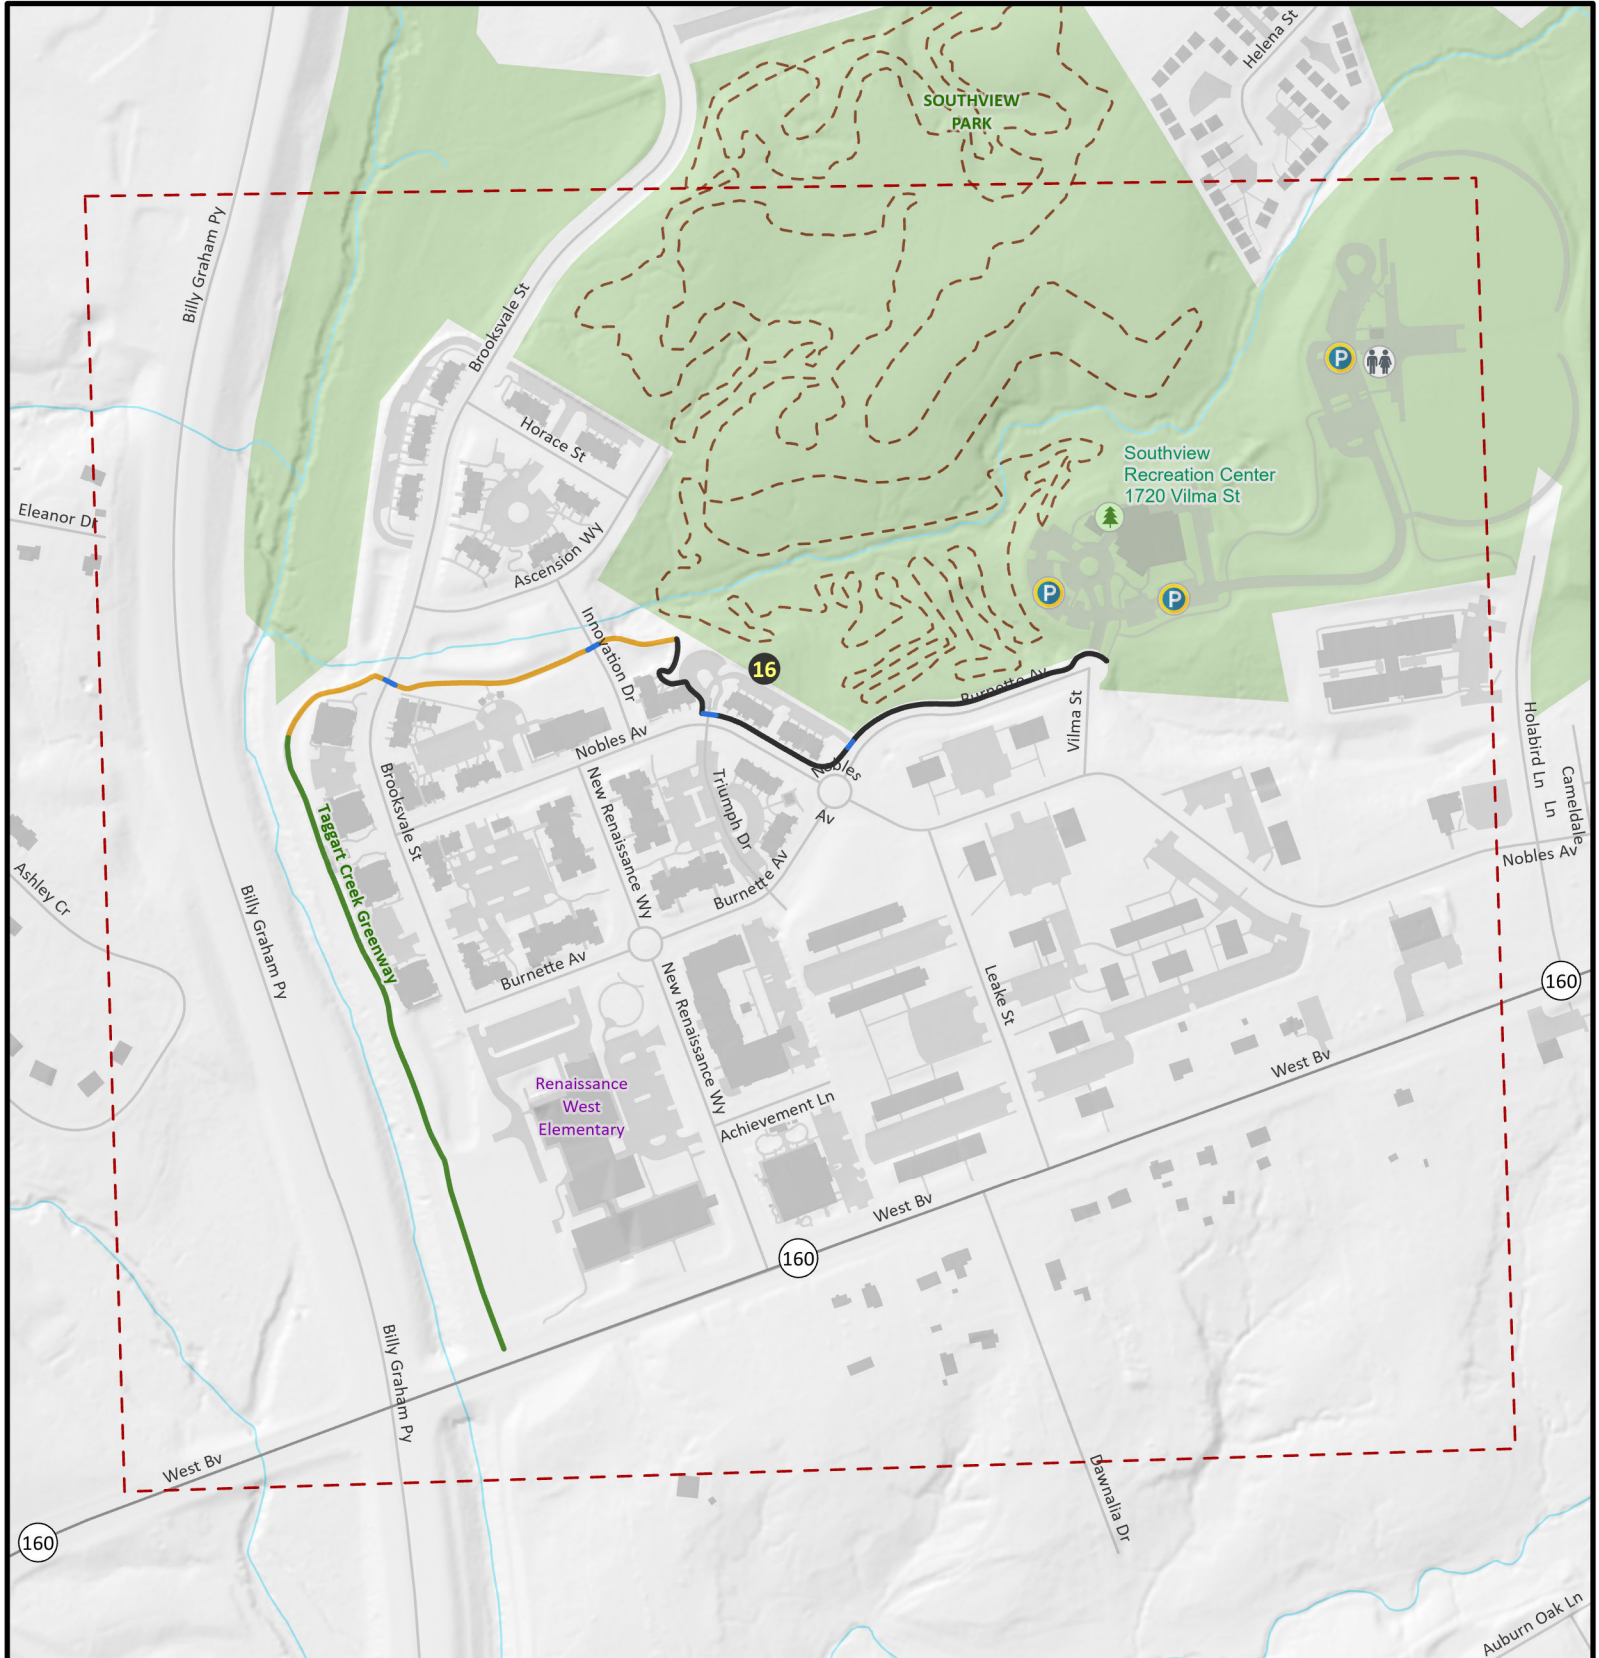 Helena St
SOUTHVIEW
PARK
Billy Graham Py
Brooksvale St
P
Horace St
Southview
Recreation Center
1720 Vilma St
Eleanor Dr
Ascension Wy
P
P
Innovation Dr
16
Burnette Av
Vilma St
Holabird Ln
Nobles Av
Nobles
Av
Cameldale
Ln
Brooksvale St
New Renaissance Wy
Triumph Dr
Taggart Creek Greenway
Nobles Av
Ashley Cr
Burnette Av
Billy Graham Py
Burnette Av
New Renaissance Wy
Leake St
160
West Bv
Renaissance
West
Elementary
Achievement Ln
West Bv
160
Billy Graham Py
West Bv
Dawnalia Dr
160
Auburn Oak Ln